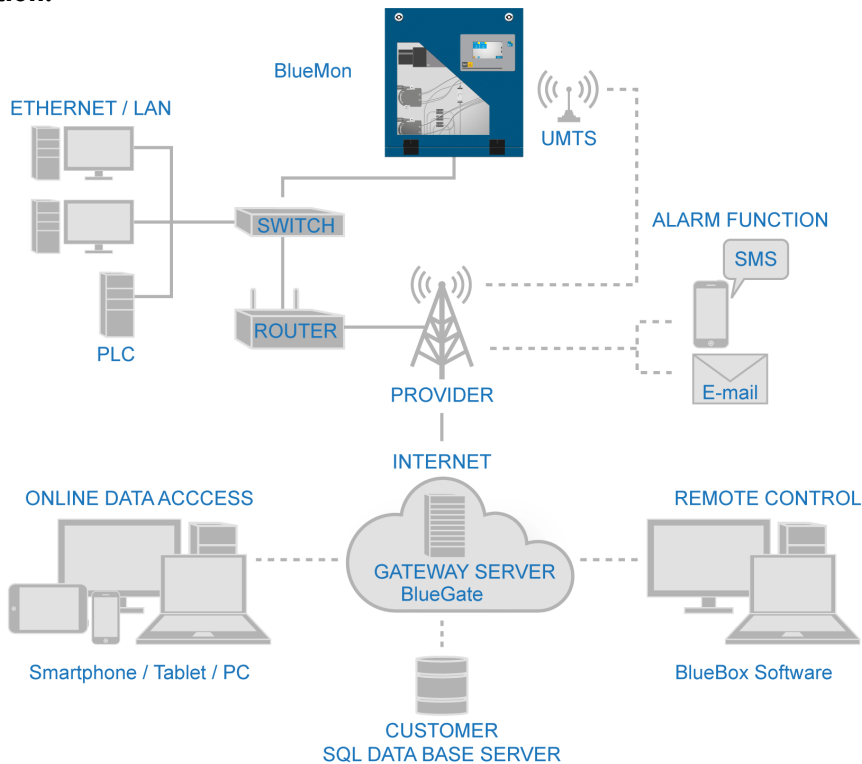 BlueMon
ETHERNET / LAN
UMTS
SWITCH
ALARM FUNCTION
SMS
ROUTER
PLC
E-mail
PROVIDER
INTERNET
ONLINE DATA ACCCESS
REMOTE CONTROL
GATEWAY SERVER
BlueGate
Smartphone / Tablet / PC
BlueBox Software
CUSTOMER
SQL DATA BASE SERVER